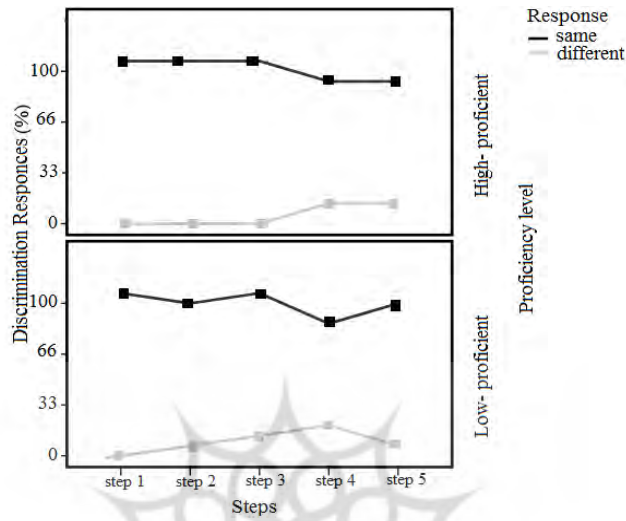 Response
same
different
Discrimination Responces (%)
100
66
33
0
High- proficient
100
66
33
0
Low- proficient
Proficiency level
step 1 step 2 step 3 step 4 step 5
Steps